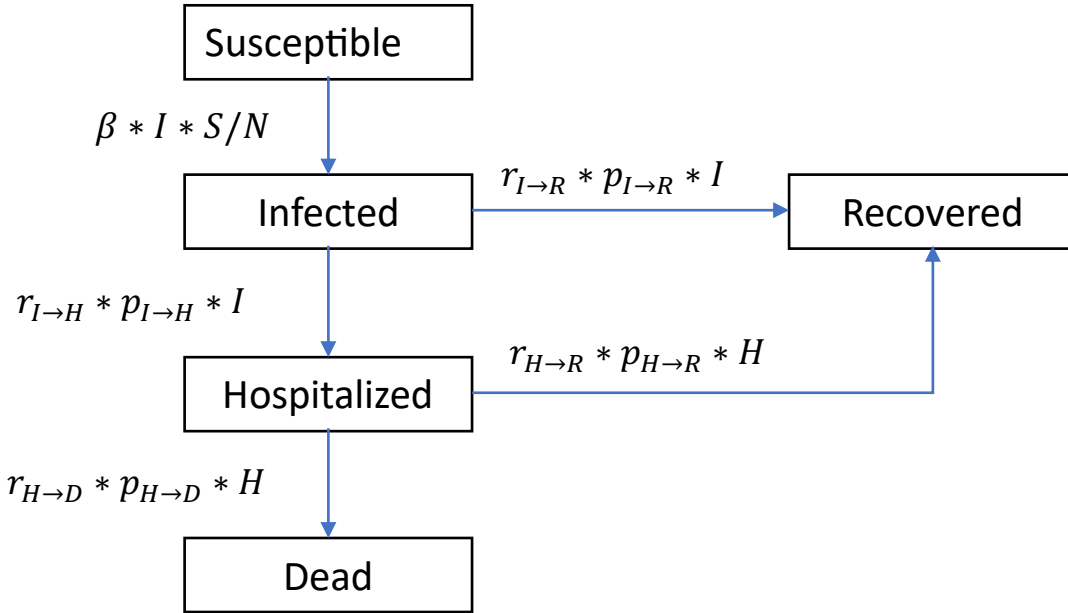 Susceptible
β ∗ I ∗ S/N
r_{I→R} ∗ p_{I→R} ∗ I
Infected
Recovered
r_{I→H} ∗ p_{I→H} ∗ I
r_{H→R} ∗ p_{H→R} ∗ H
Hospitalized
r_{H→D} ∗ p_{H→D} ∗ H
Dead